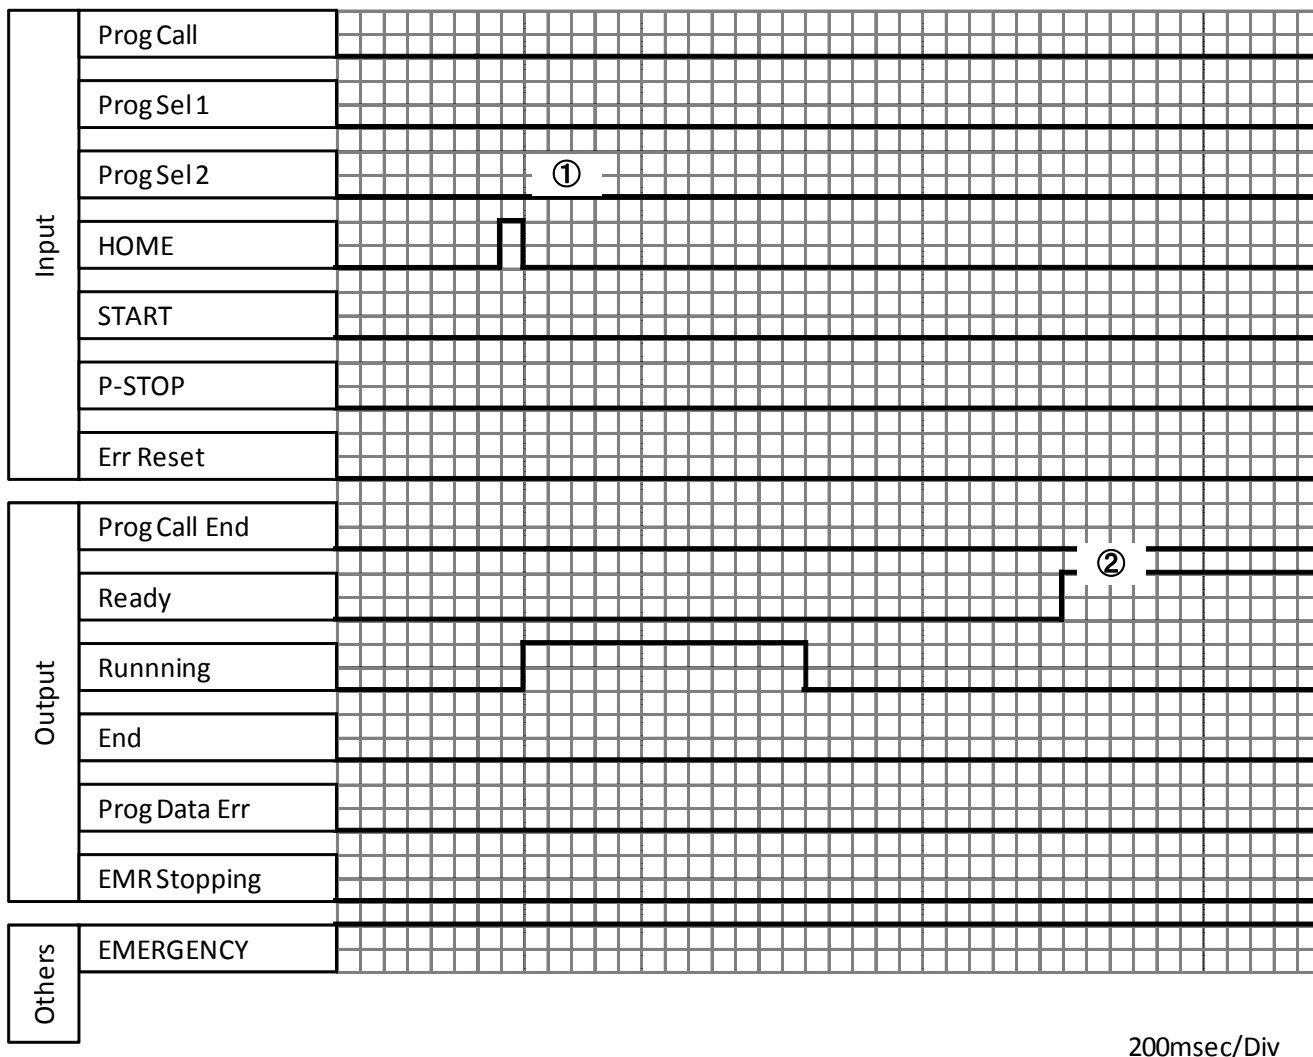 Input
Prog Call
Prog Sel 1
Prog Sel 2
①
HOME
START
P-STOP
Err Reset
Output
Prog Call End
②
Ready
Runnning
End
Prog Data Err
EMR Stopping
Others
EMERGENCY
200msec/Div